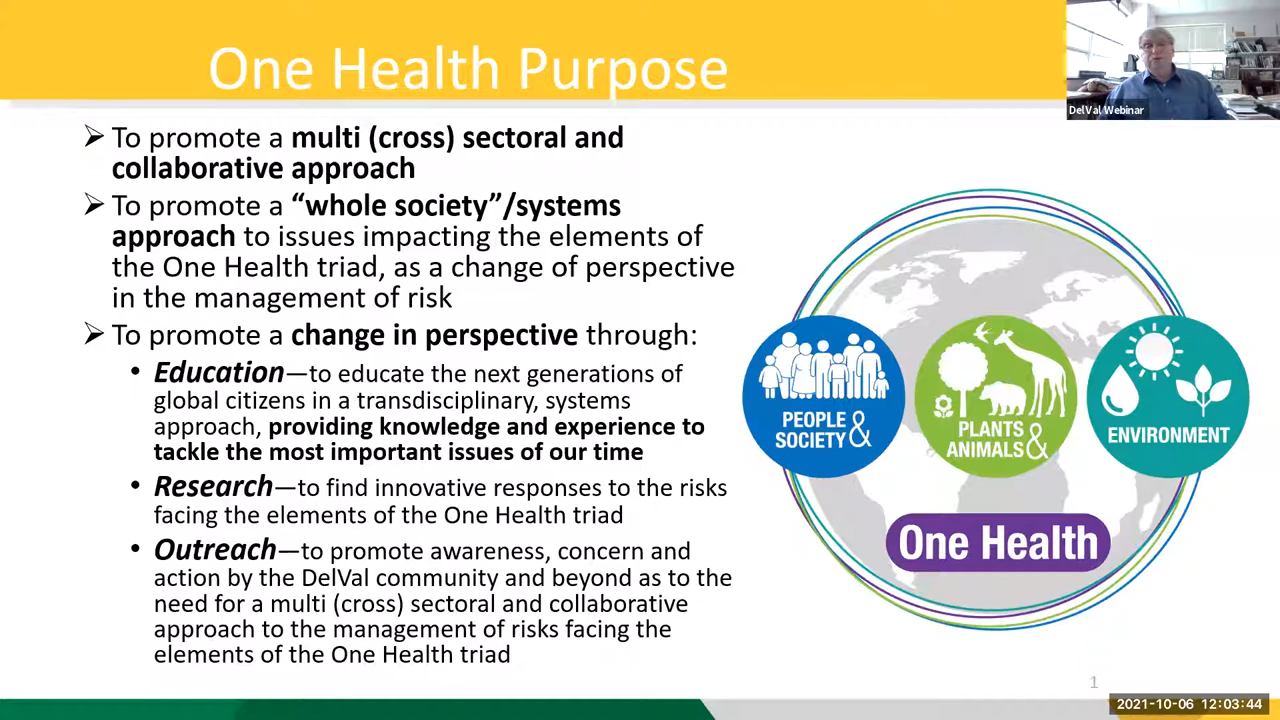 One Health Purpose
DelVal Webinar
➢ To promote a multi (cross) sectoral and
collaborative approach
➢ To promote a “whole society”/systems
approach to issues impacting the elements of
the One Health triad, as a change of perspective
in the management of risk
➢ To promote a change in perspective through:
• Education—to educate the next generations of
global citizens in a transdisciplinary, systems
approach, providing knowledge and experience to
tackle the most important issues of our time
• Research—to find innovative responses to the risks
facing the elements of the One Health triad
• Outreach—to promote awareness, concern and
action by the DelVal community and beyond as to the
need for a multi (cross) sectoral and collaborative
approach to the management of risks facing the
elements of the One Health triad
PEOPLE &
SOCIETY
PLANTS &
ANIMALS
ENVIRONMENT
One Health
1
2021-10-06 12:03:44